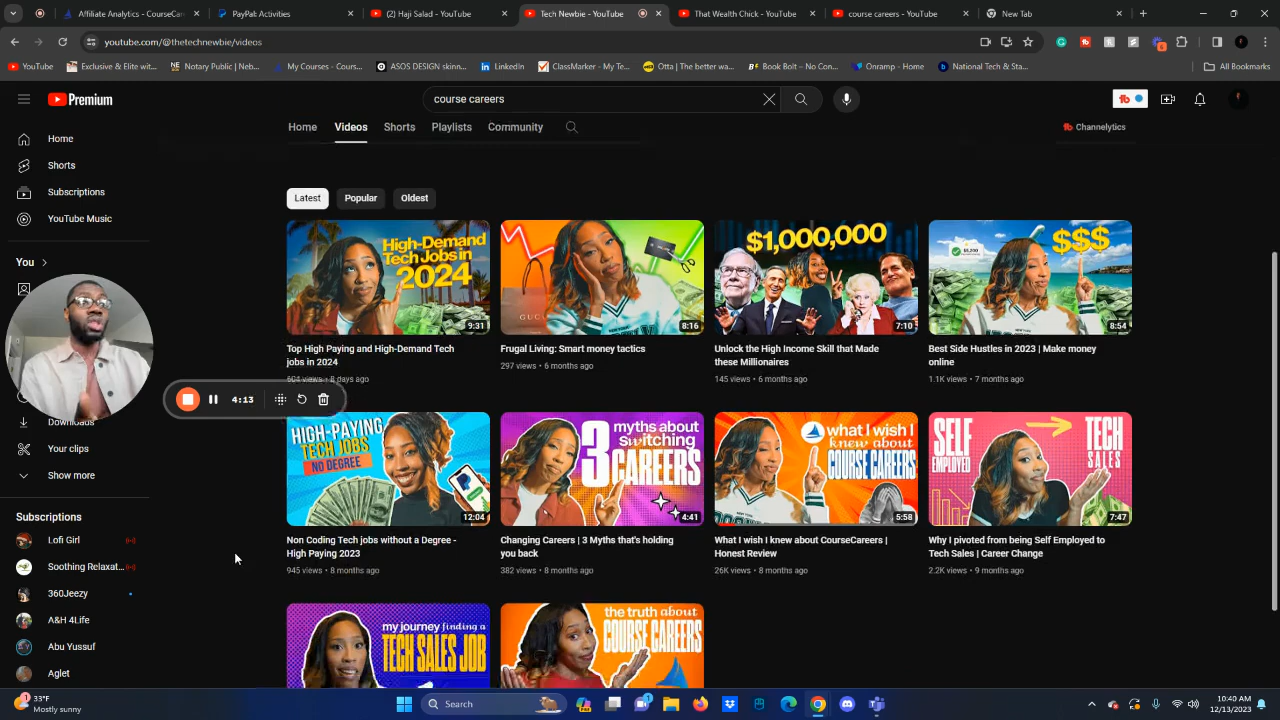 Affiliate Analytics - CourseCar
PayPal: Activities
(2) Haji Salad - YouTube
Tech Newbie - YouTube
That Wealth Chick - YouTube
course careers - YouTube
New Tab
youtube.com/@thetechnewbie/videos
YouTube
Exclusive & Elite wit...
Notary Public | Neb...
My Courses - Cours...
ASOS DESIGN skinn...
LinkedIn
ClassMarker - My Te...
Otta | The better wa...
Book Bolt – No Con...
Onramp - Home
National Tech & Sta...
All Bookmarks
Premium
course careers
Home
Videos
Shorts
Playlists
Community
Channelytics
Home
Shorts
Subscriptions
YouTube Music
You
Downloads
Your clips
Show more
Subscriptions
Lofi Girl
Soothing Relaxat...
360Jeezy
A&H 4Life
Abu Yussuf
Aglet
4:13
Latest
Popular
Oldest
High-Demand
Tech Jobs in
2024
9:31
Top High Paying and High-Demand Tech
jobs in 2024
604 views • 8 days ago
GUCCI
8:16
Frugal Living: Smart money tactics
297 views • 6 months ago
$1,000,000
7:10
Unlock the High Income Skill that Made
these Millionaires
145 views • 6 months ago
$$$
8:54
Best Side Hustles in 2023 | Make money
online
1.1K views • 7 months ago
HIGH-PAYING
TECH JOBS
NO DEGREE
12:04
Non Coding Tech jobs without a Degree -
High Paying 2023
945 views • 8 months ago
3
myths about
switching
CAREERS
4:41
Changing Careers | 3 Myths that's holding
you back
382 views • 8 months ago
what I wish I
knew about
COURSE CAREERS
5:58
What I wish I knew about CourseCareers |
Honest Review
26K views • 8 months ago
SELF
EMPLOYED
TECH
SALES
7:47
Why I pivoted from being Self Employed to
Tech Sales | Career Change
2.2K views • 9 months ago
my journey finding a
TECH SALES JOB
the truth about
COURSE CAREERS
33°F
Mostly sunny
Search
10:40 AM
12/13/2023